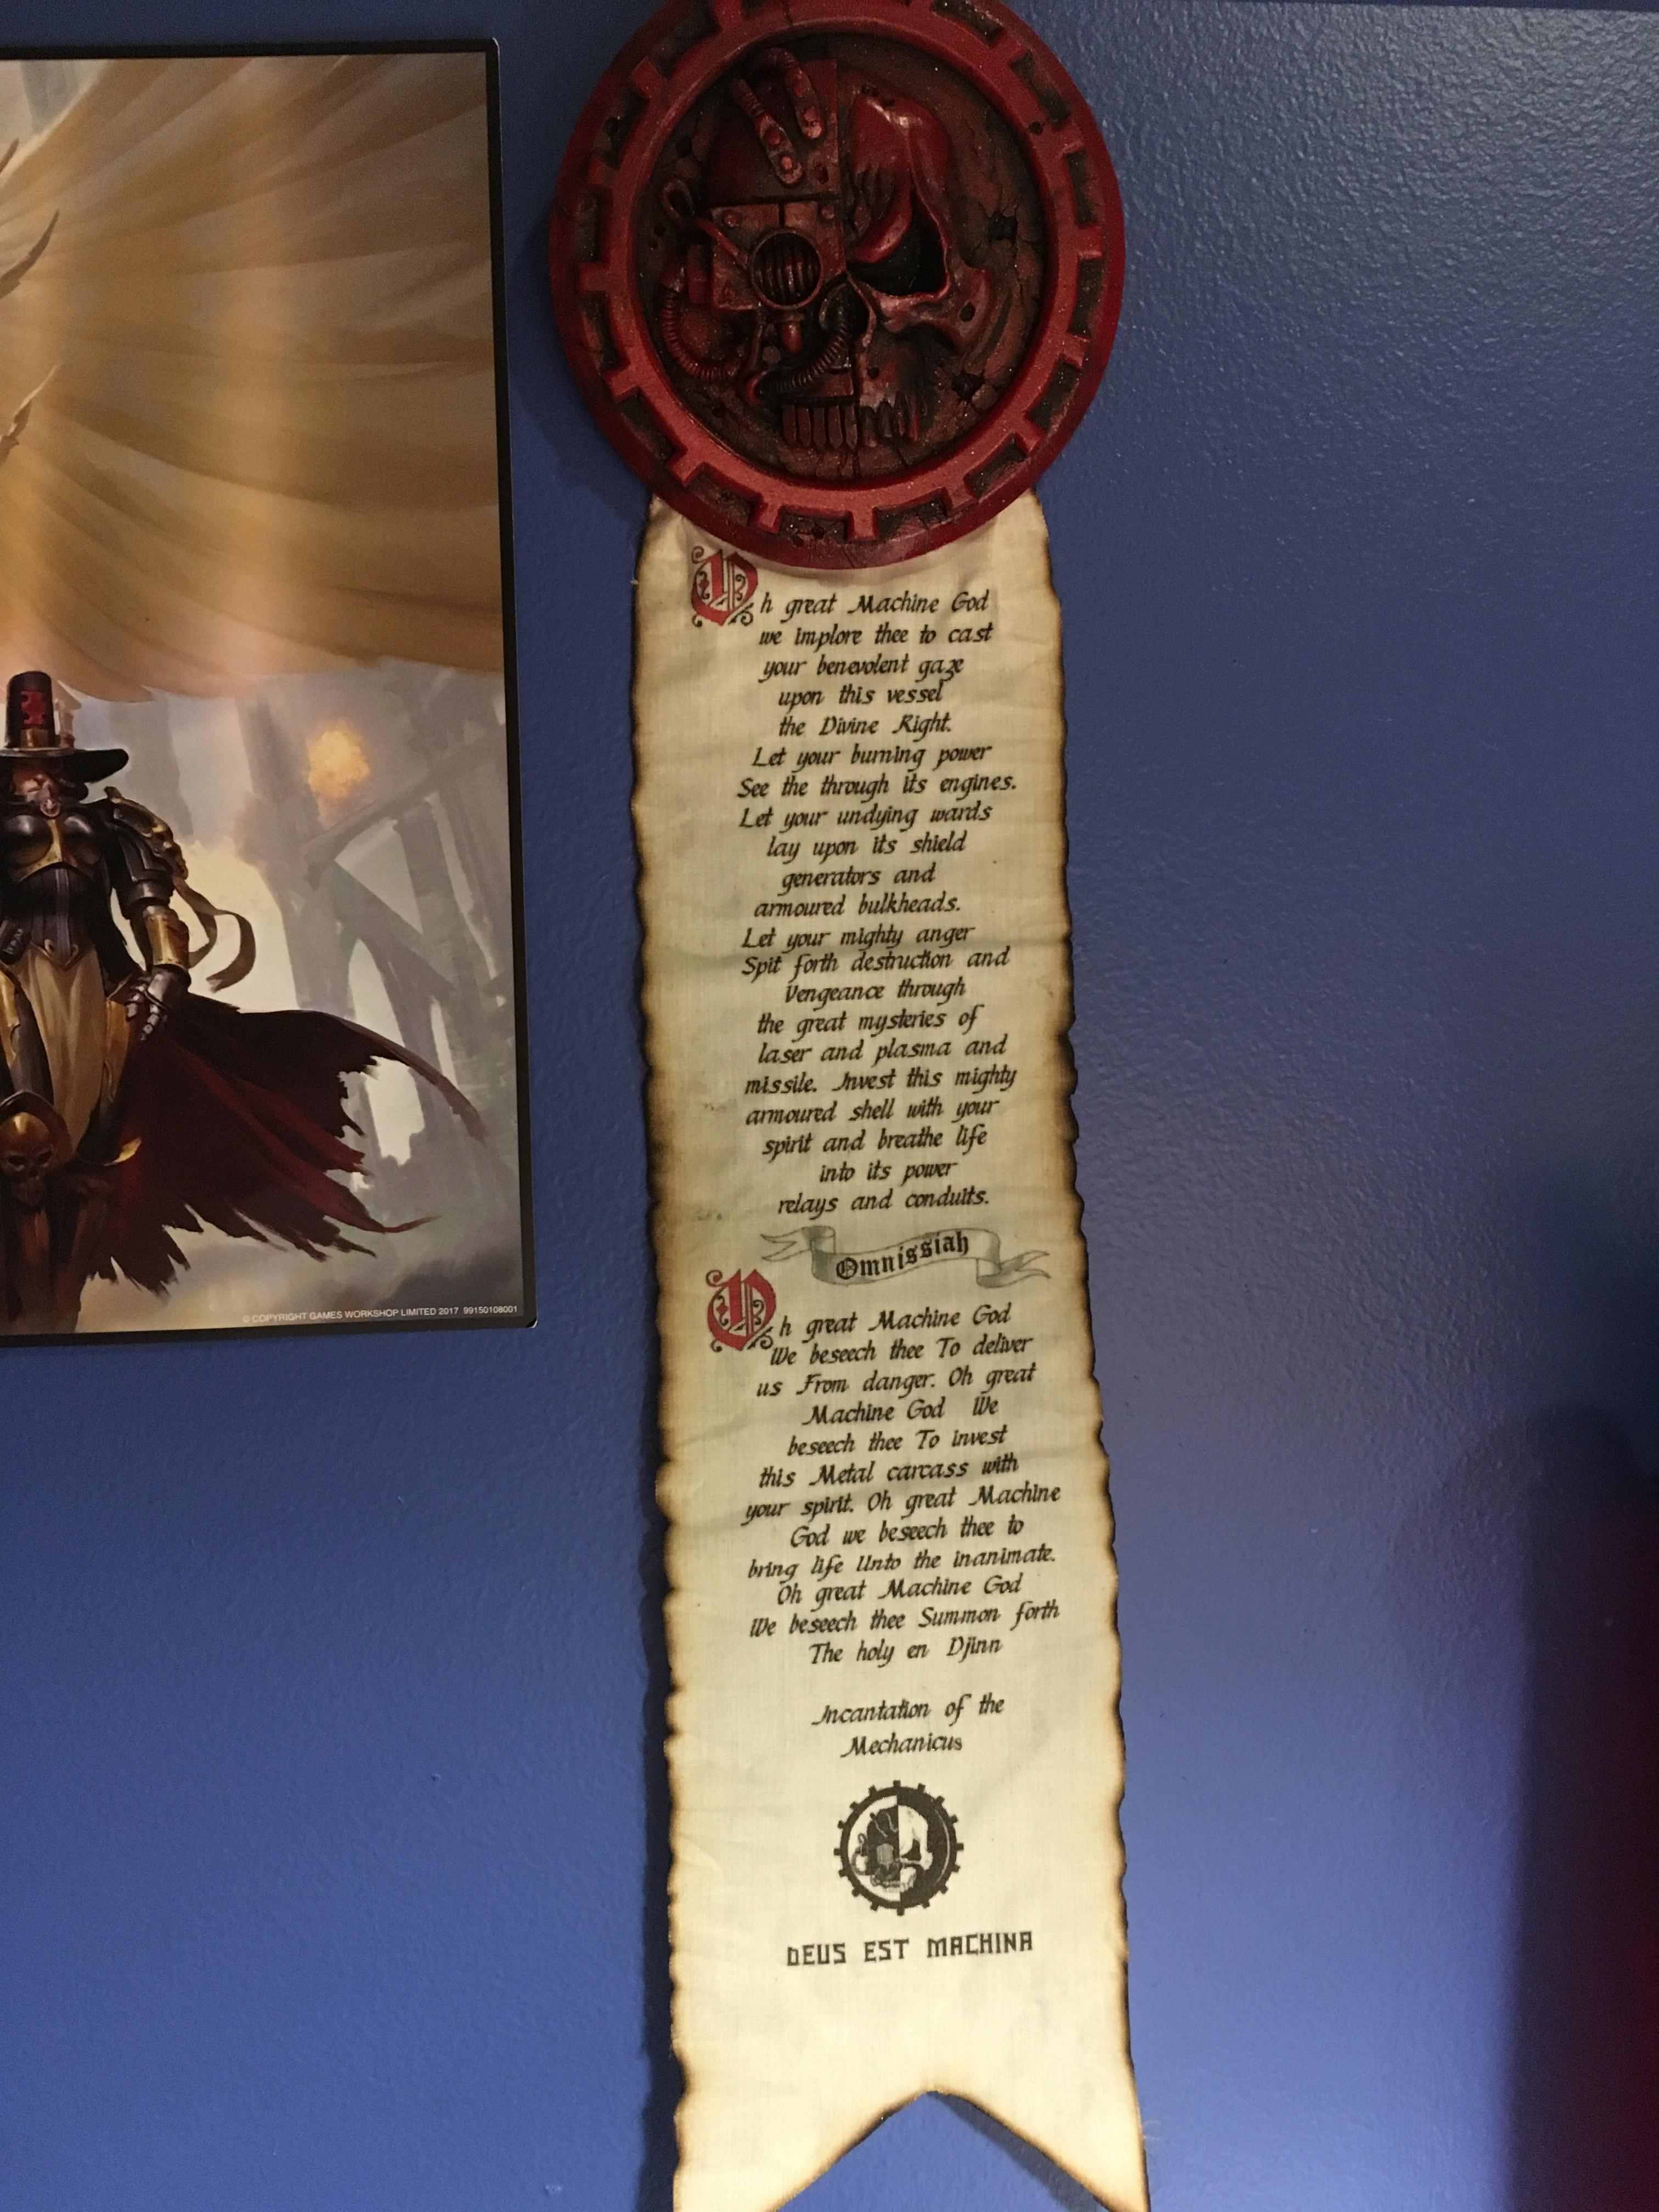 Oh great Machine God
we implore thee to cast
your benevolent gaze
upon this vessel
the Divine Right.
Let your burning power
See the through its engines.
Let your undying wards
lay upon its shield
generators and
armoured bulkheads.
Let your mighty anger
Spit forth destruction and
Vengeance through
the great mysteries of
laser and plasma and
missile. Invest this mighty
armoured shell with your
spirit and breathe life
into its power
relays and conduits.
Omnissiah
Oh great Machine God
We beseech thee To deliver
us From danger. Oh great
Machine God We
beseech thee To invest
this Metal carcass with
your spirit. Oh great Machine
God we beseech thee to
bring life Unto the inanimate.
Oh great Machine God
We beseech thee Summon forth
The holy en Djinn
Incantation of the
Mechanicus
DEUS EST MACHINA
© COPYRIGHT GAMES WORKSHOP LIMITED 2017 99150108001